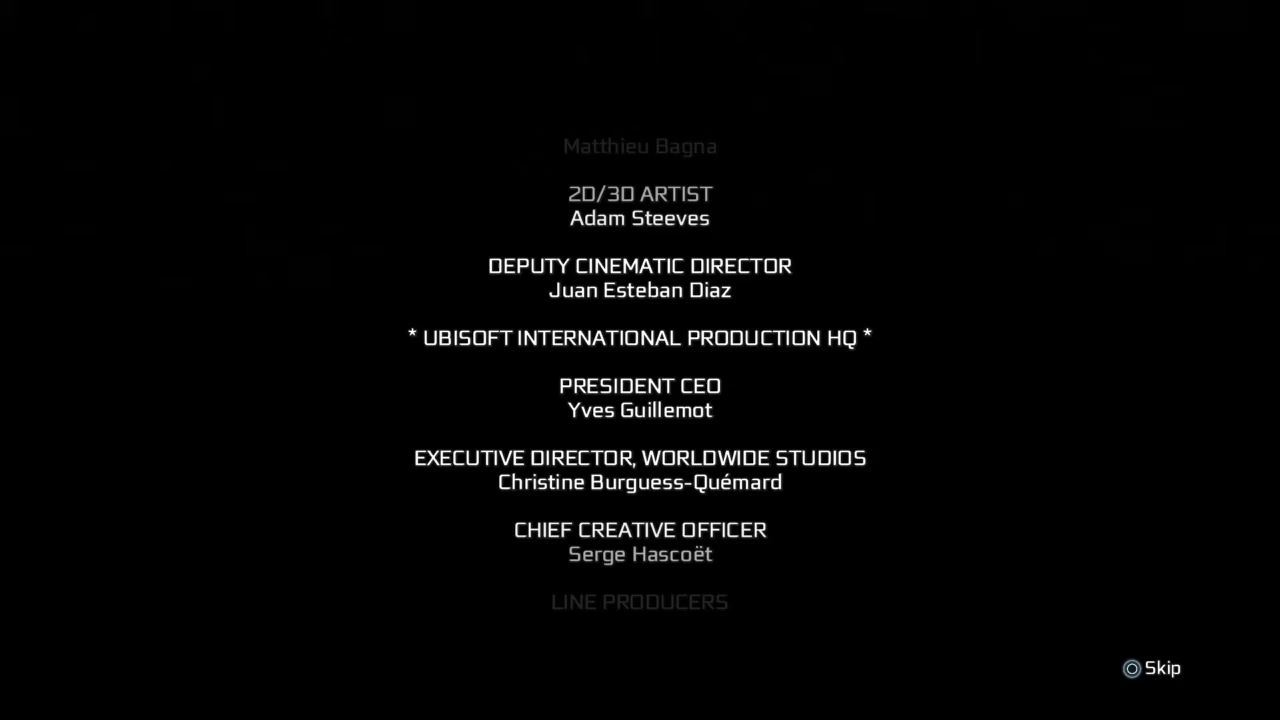 Matthieu Bagna
2D/3D ARTIST
Adam Steeves
DEPUTY CINEMATIC DIRECTOR
Juan Esteban Diaz
* UBISOFT INTERNATIONAL PRODUCTION HQ *
PRESIDENT CEO
Yves Guillemot
EXECUTIVE DIRECTOR, WORLDWIDE STUDIOS
Christine Burguess-Quémard
CHIEF CREATIVE OFFICER
Serge Hascoët
LINE PRODUCERS
Skip